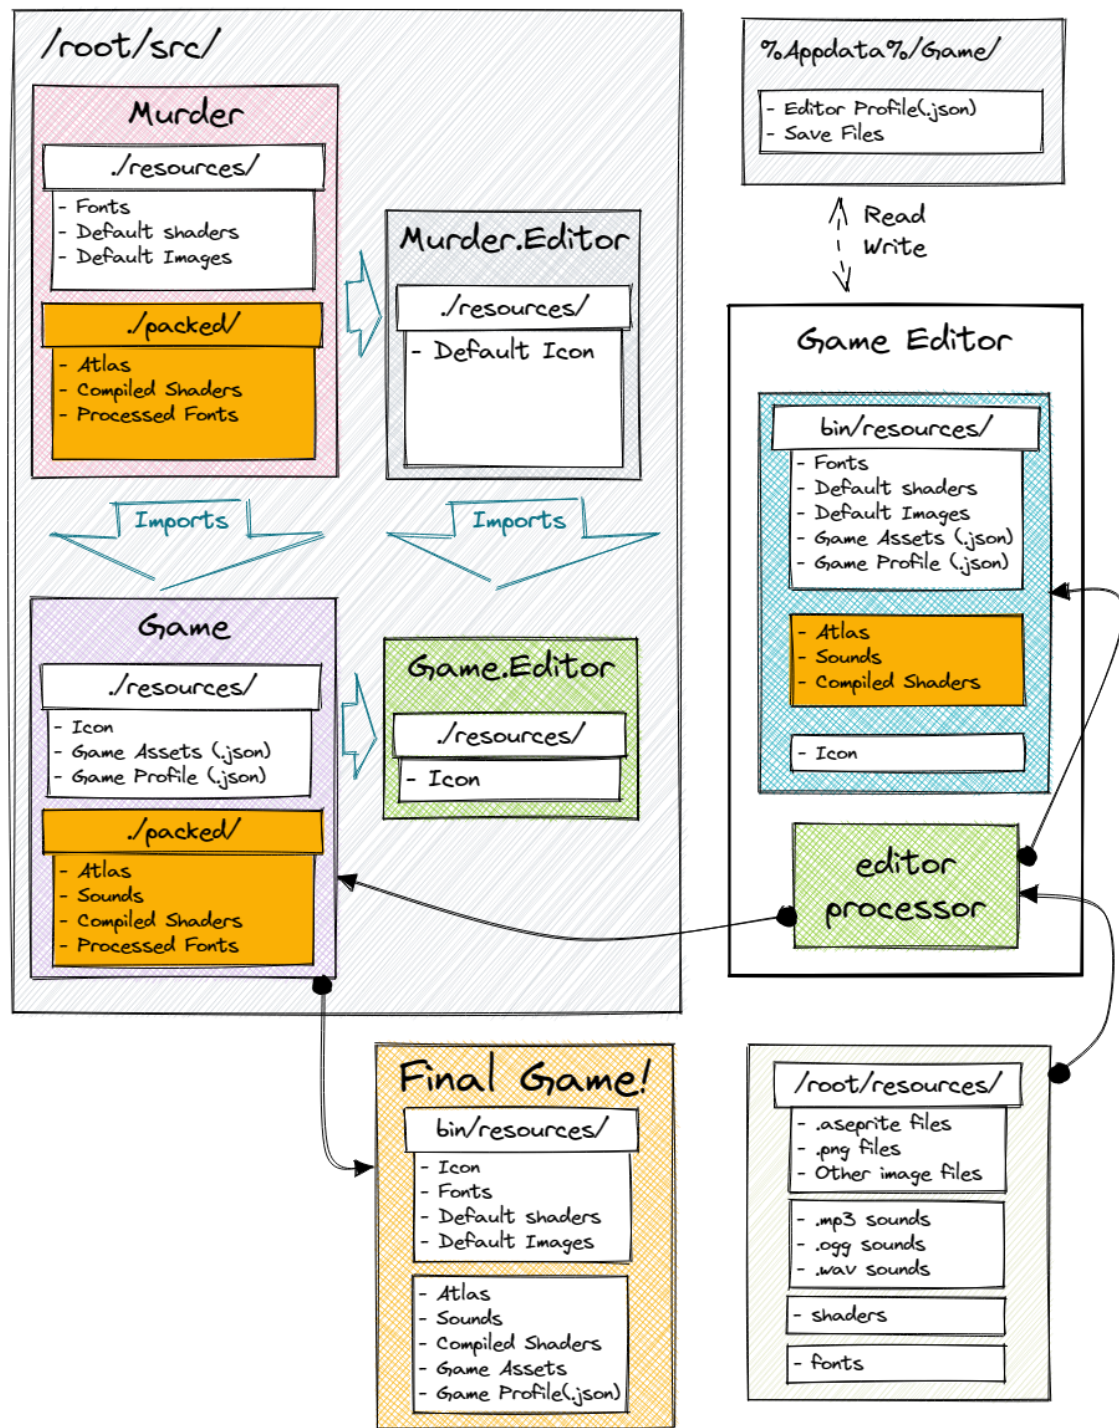 /root/src/
Murder
./resources/
- Fonts
- Default shaders
- Default Images
./packed/
- Atlas
- Compiled Shaders
- Processed Fonts
Murder.Editor
./resources/
- Default Icon
Imports
Imports
Game
./resources/
- Icon
- Game Assets (.json)
- Game Profile (.json)
./packed/
- Atlas
- Sounds
- Compiled Shaders
- Processed Fonts
Game.Editor
./resources/
- Icon
%Appdata%/Game/
- Editor Profile(.json)
- Save Files
Read
Write
Game Editor
bin/resources/
- Fonts
- Default shaders
- Default Images
- Game Assets (.json)
- Game Profile (.json)
- Atlas
- Sounds
- Compiled Shaders
- Icon
editor
processor
Final Game!
bin/resources/
- Icon
- Fonts
- Default shaders
- Default Images
- Atlas
- Sounds
- Compiled Shaders
- Game Assets
- Game Profile(.json)
/root/resources/
- .aseprite files
- .png files
- Other image files
- .mp3 sounds
- .ogg sounds
- .wav sounds
- shaders
- fonts